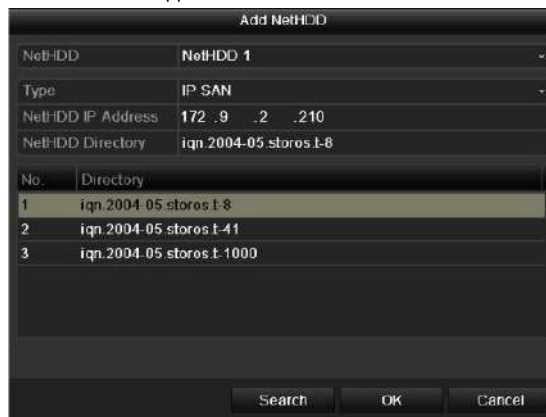 Add NetHDD
NetHDD NetHDD 1
Type IP SAN
NetHDD IP Address 172 .9 .2 .210
NetHDD Directory iqn.2004-05.storos.t-8
No. Directory
1 iqn.2004-05.storos.t-8
2 iqn.2004-05.storos.t-41
3 iqn.2004-05.storos.t-1000
Search OK Cancel